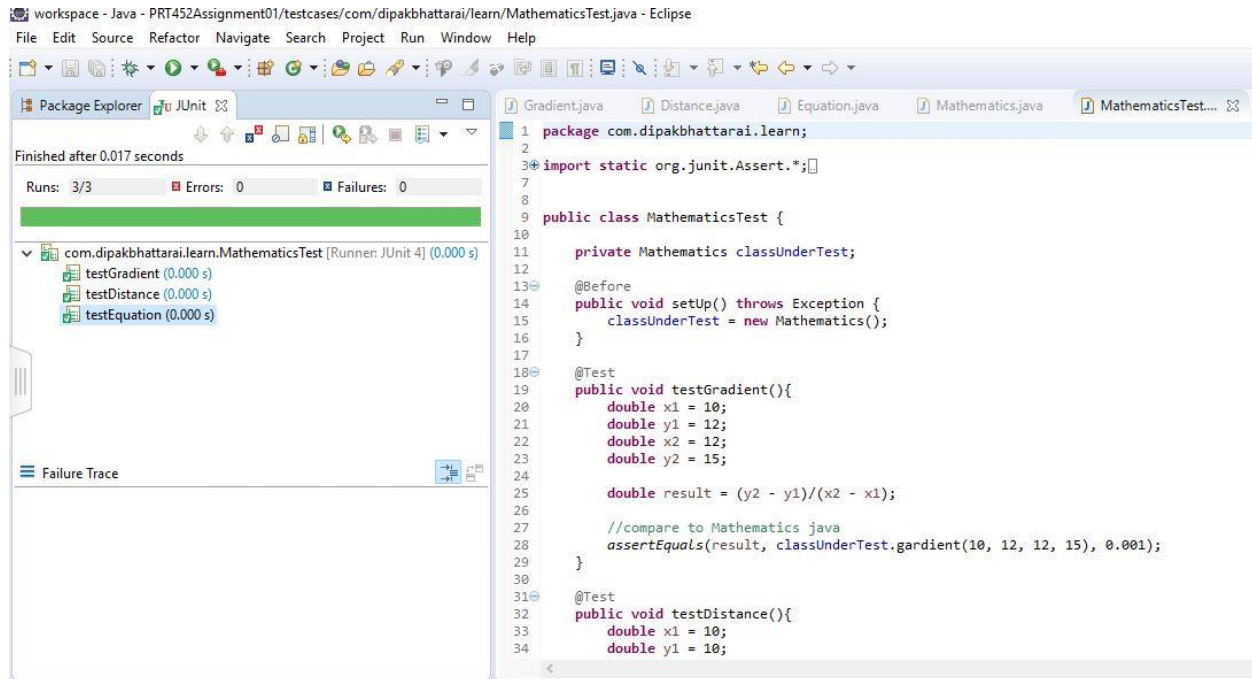 workspace - Java - PRT452Assignment01/testcases/com/dipakbhattarai/learn/MathematicsTest.java - Eclipse
File Edit Source Refactor Navigate Search Project Run Window Help
Package Explorer JUnit
Finished after 0.017 seconds
Runs: 3/3 Errors: 0 Failures: 0
com.dipakbhattarai.learn.MathematicsTest [Runner: JUnit 4] (0.000 s)
testGradient (0.000 s)
testDistance (0.000 s)
testEquation (0.000 s)
Failure Trace
Gradient.java Distance.java Equation.java Mathematics.java MathematicsTest....
1 package com.dipakbhattarai.learn;
2
3 import static org.junit.Assert.*;
7
8
9 public class MathematicsTest {
10
11 private Mathematics classUnderTest;
12
13 @Before
14 public void setUp() throws Exception {
15 classUnderTest = new Mathematics();
16 }
17
18 @Test
19 public void testGradient(){
20 double x1 = 10;
21 double y1 = 12;
22 double x2 = 12;
23 double y2 = 15;
24
25 double result = (y2 - y1)/(x2 - x1);
26
27 //compare to Mathematics java
28 assertEquals(result, classUnderTest.gardient(10, 12, 12, 15), 0.001);
29 }
30
31 @Test
32 public void testDistance(){
33 double x1 = 10;
34 double y1 = 10;